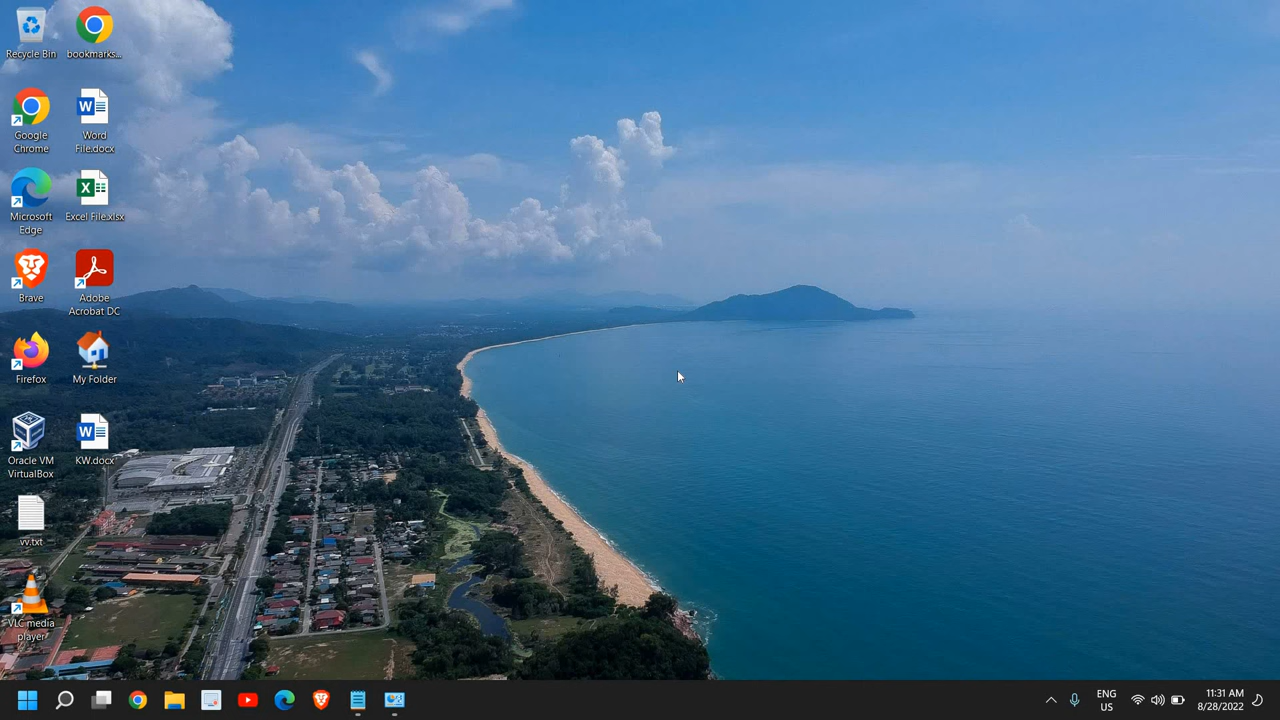 Recycle Bin
bookmarks...
Google
Chrome
Word
File.docx
Microsoft
Edge
Excel File.xlsx
Brave
Adobe
Acrobat DC
Firefox
My Folder
Oracle VM
VirtualBox
KW.docx
vv.txt
VLC media
player
ENG
US
11:31 AM
8/28/2022